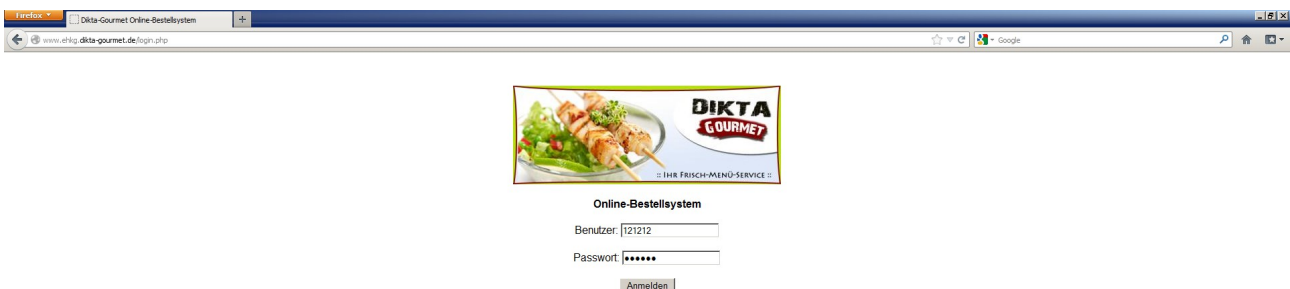 Firefox
Dikta-Gourmet Online-Bestellsystem
www.ehkg.dikta-gourmet.de/login.php
Google
DIKTA
GOURMET
:: IHR FRISCH-MENÜ-SERVICE ::
Online-Bestellsystem
Benutzer: 121212
Passwort: ••••••
Anmelden